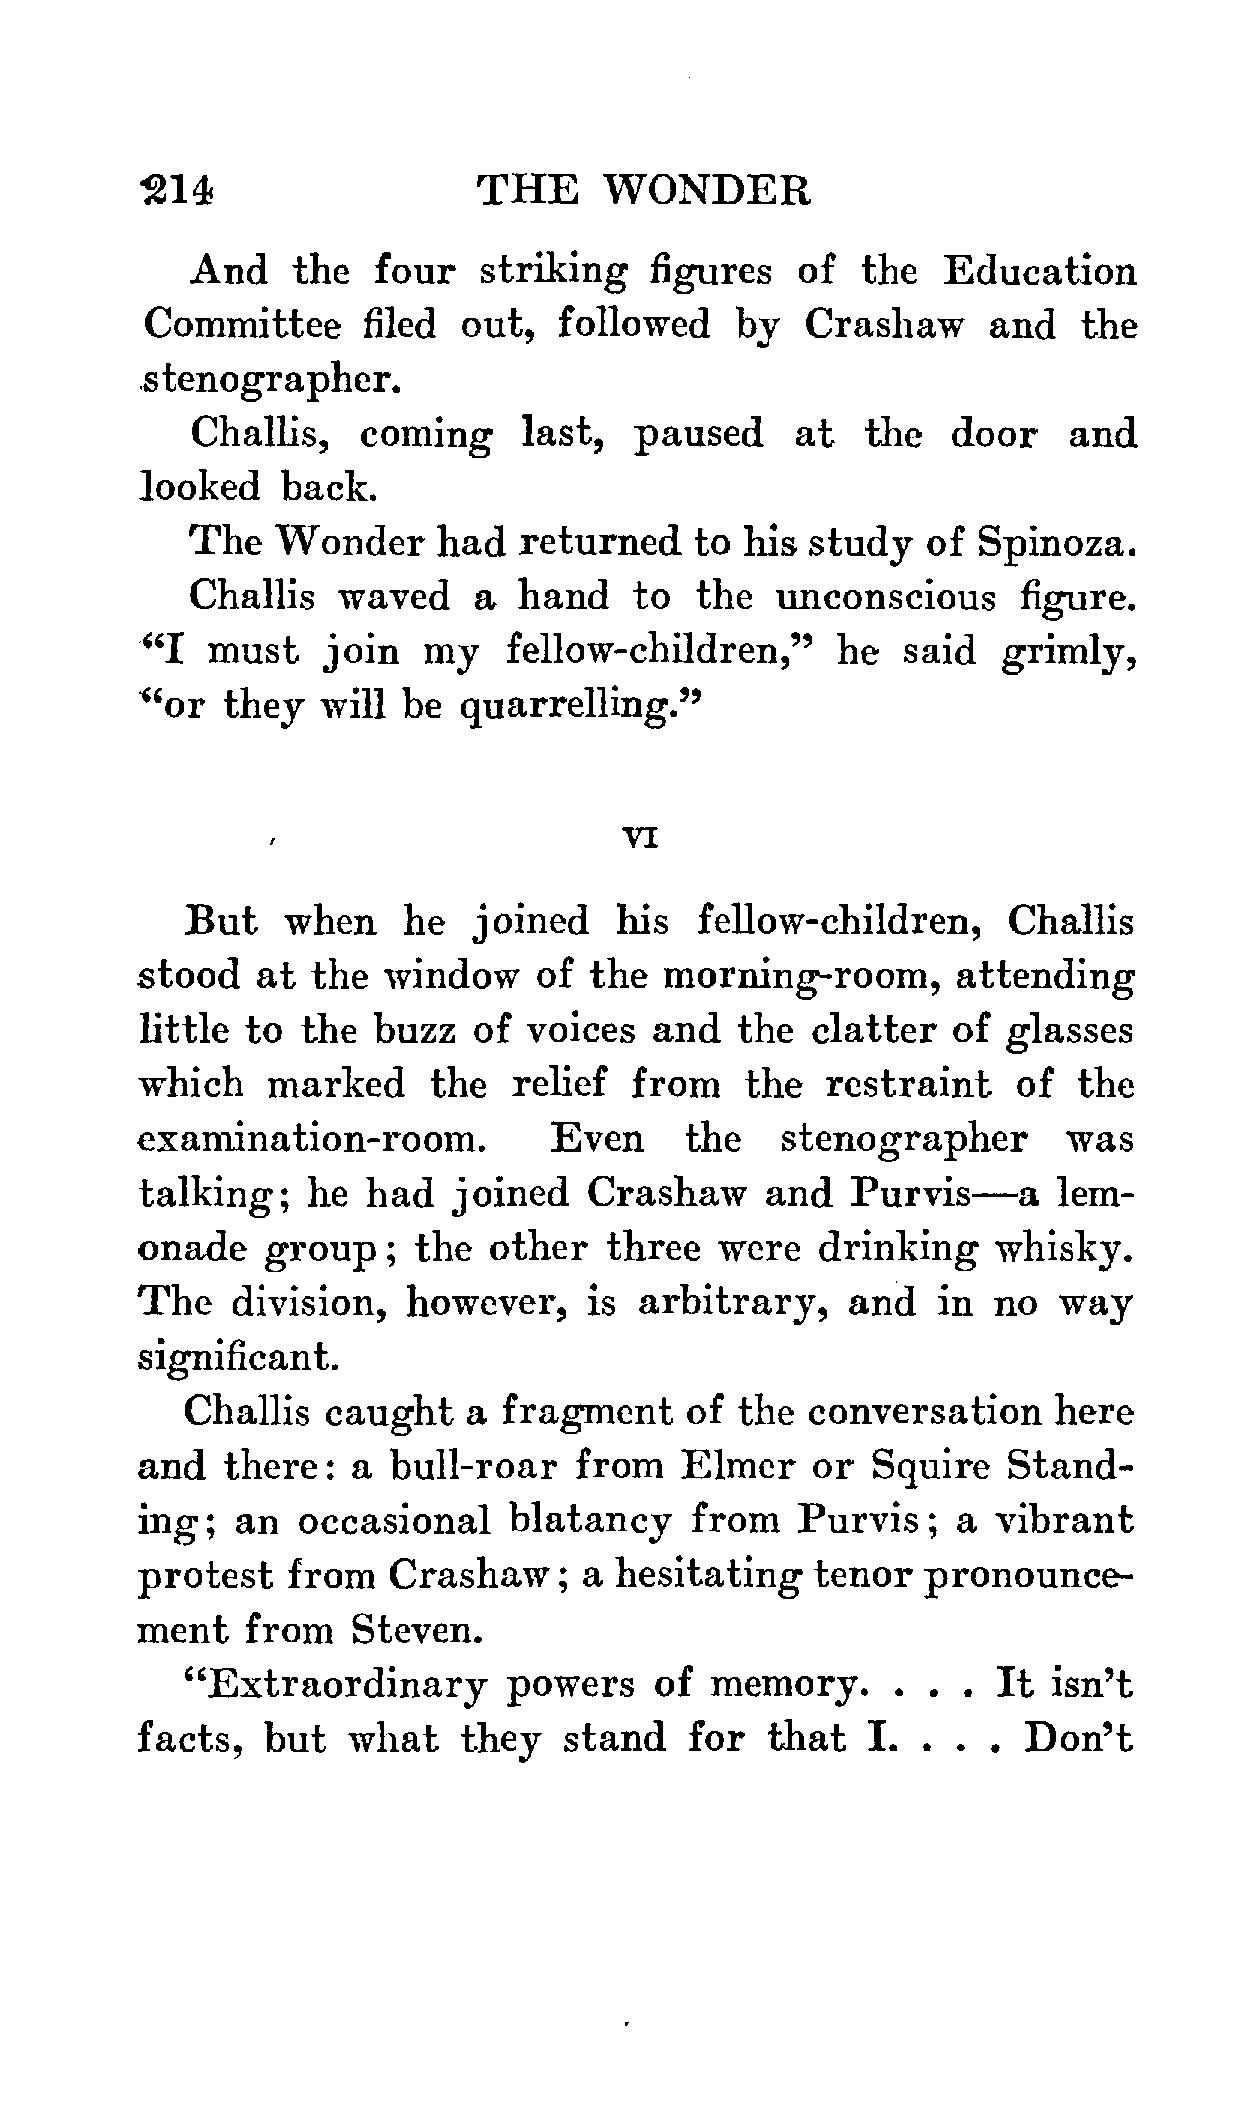 214 THE WONDER
And the four striking figures of the Education
Committee filed out, followed by Crashaw and the
stenographer.
Challis, coming last, paused at the door and
looked back.
The Wonder had returned to his study of Spinoza.
Challis waved a hand to the unconscious figure.
“I must join my fellow-children,” he said grimly,
“or they will be quarrelling.”
VI
But when he joined his fellow-children, Challis
stood at the window of the morning-room, attending
little to the buzz of voices and the clatter of glasses
which marked the relief from the restraint of the
examination-room. Even the stenographer was
talking; he had joined Crashaw and Purvis—a lem-
onade group; the other three were drinking whisky.
The division, however, is arbitrary, and in no way
significant.
Challis caught a fragment of the conversation here
and there: a bull-roar from Elmer or Squire Stand-
ing; an occasional blatancy from Purvis; a vibrant
protest from Crashaw; a hesitating tenor pronounce-
ment from Steven.
“Extraordinary powers of memory. . . . It isn’t
facts, but what they stand for that I. . . . Don’t